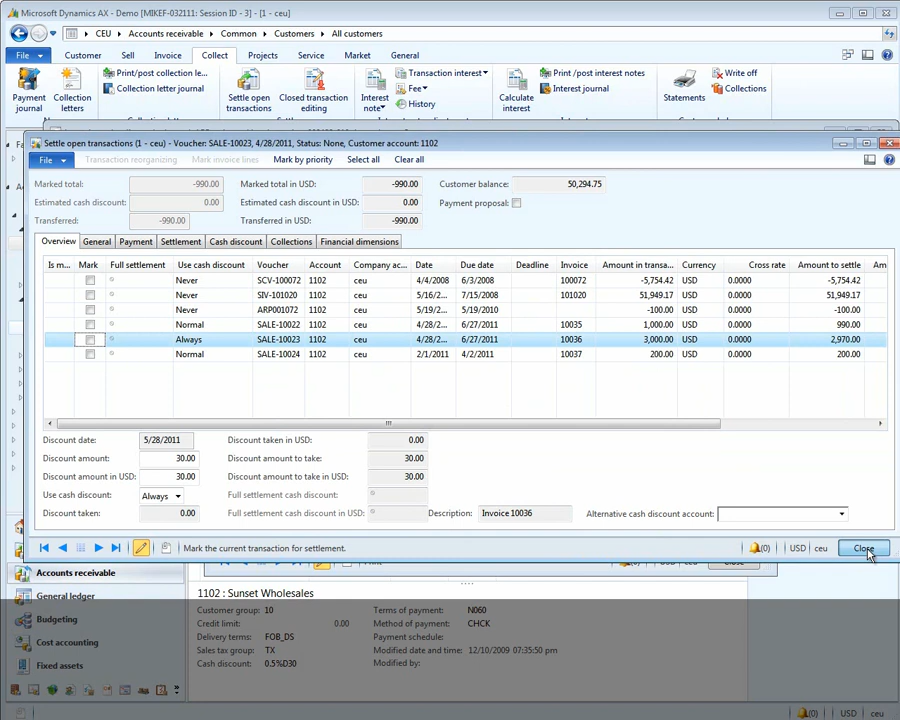 Microsoft Dynamics AX - Demo [MIKEF-032111: Session ID - 3] - [1 - ceu]
CEU Accounts receivable Common Customers All customers
File Customer Sell Invoice Collect Projects Service Market General
Payment journal
Collection letters
Print/post collection le...
Collection letter journal
Settle open transactions
Closed transaction editing
Interest note
Transaction interest
Fee
History
Calculate interest
Print/post interest notes
Interest journal
Statements
Write off
Collections
Settle open transactions (1 - ceu) - Voucher: SALE-10023, 4/28/2011, Status: None, Customer account: 1102
File Transaction reorganizing Mark invoice lines Mark by priority Select all Clear all
Marked total: -990.00 Marked total in USD: -990.00 Customer balance: 50,294.75
Estimated cash discount: 0.00 Estimated cash discount in USD: 0.00 Payment proposal:
Transferred: -990.00 Transferred in USD: -990.00
Overview General Payment Settlement Cash discount Collections Financial dimensions
Is m... Mark Full settlement Use cash discount Voucher Account Company ac... Date Due date Deadline Invoice Amount in transa... Currency Cross rate Amount to settle Am
Never SCV-100072 1102 ceu 4/4/2008 6/3/2008 100072 -5,754.42 USD 0.0000 -5,754.42
Never SIV-101020 1102 ceu 5/16/2... 7/15/2008 101020 51,949.17 USD 0.0000 51,949.17
Never ARP001072 1102 ceu 5/19/2... 5/19/2010 -100.00 USD 0.0000 -100.00
Normal SALE-10022 1102 ceu 4/28/2... 6/27/2011 10035 1,000.00 USD 0.0000 990.00
Always SALE-10023 1102 ceu 4/28/2... 6/27/2011 10036 3,000.00 USD 0.0000 2,970.00
Normal SALE-10024 1102 ceu 2/1/2011 4/2/2011 10037 200.00 USD 0.0000 200.00
Discount date: 5/28/2011 Discount taken in USD: 0.00
Discount amount: 30.00 Discount amount to take: 30.00
Discount amount in USD: 30.00 Discount amount to take in USD: 30.00
Use cash discount: Always Full settlement cash discount:
Discount taken: 0.00 Full settlement cash discount in USD: Description: Invoice 10036 Alternative cash discount account:
Mark the current transaction for settlement. (0) USD ceu Close
Accounts receivable
General ledger
Budgeting
Cost accounting
Fixed assets
1102 : Sunset Wholesales
Customer group: 10 Terms of payment: N060
Credit limit: 0.00 Method of payment: CHCK
Delivery terms: FOB_DS Payment schedule:
Sales tax group: TX Modified date and time: 12/10/2009 07:35:50 pm
Cash discount: 0.5%D30 Modified by:
(0) USD ceu